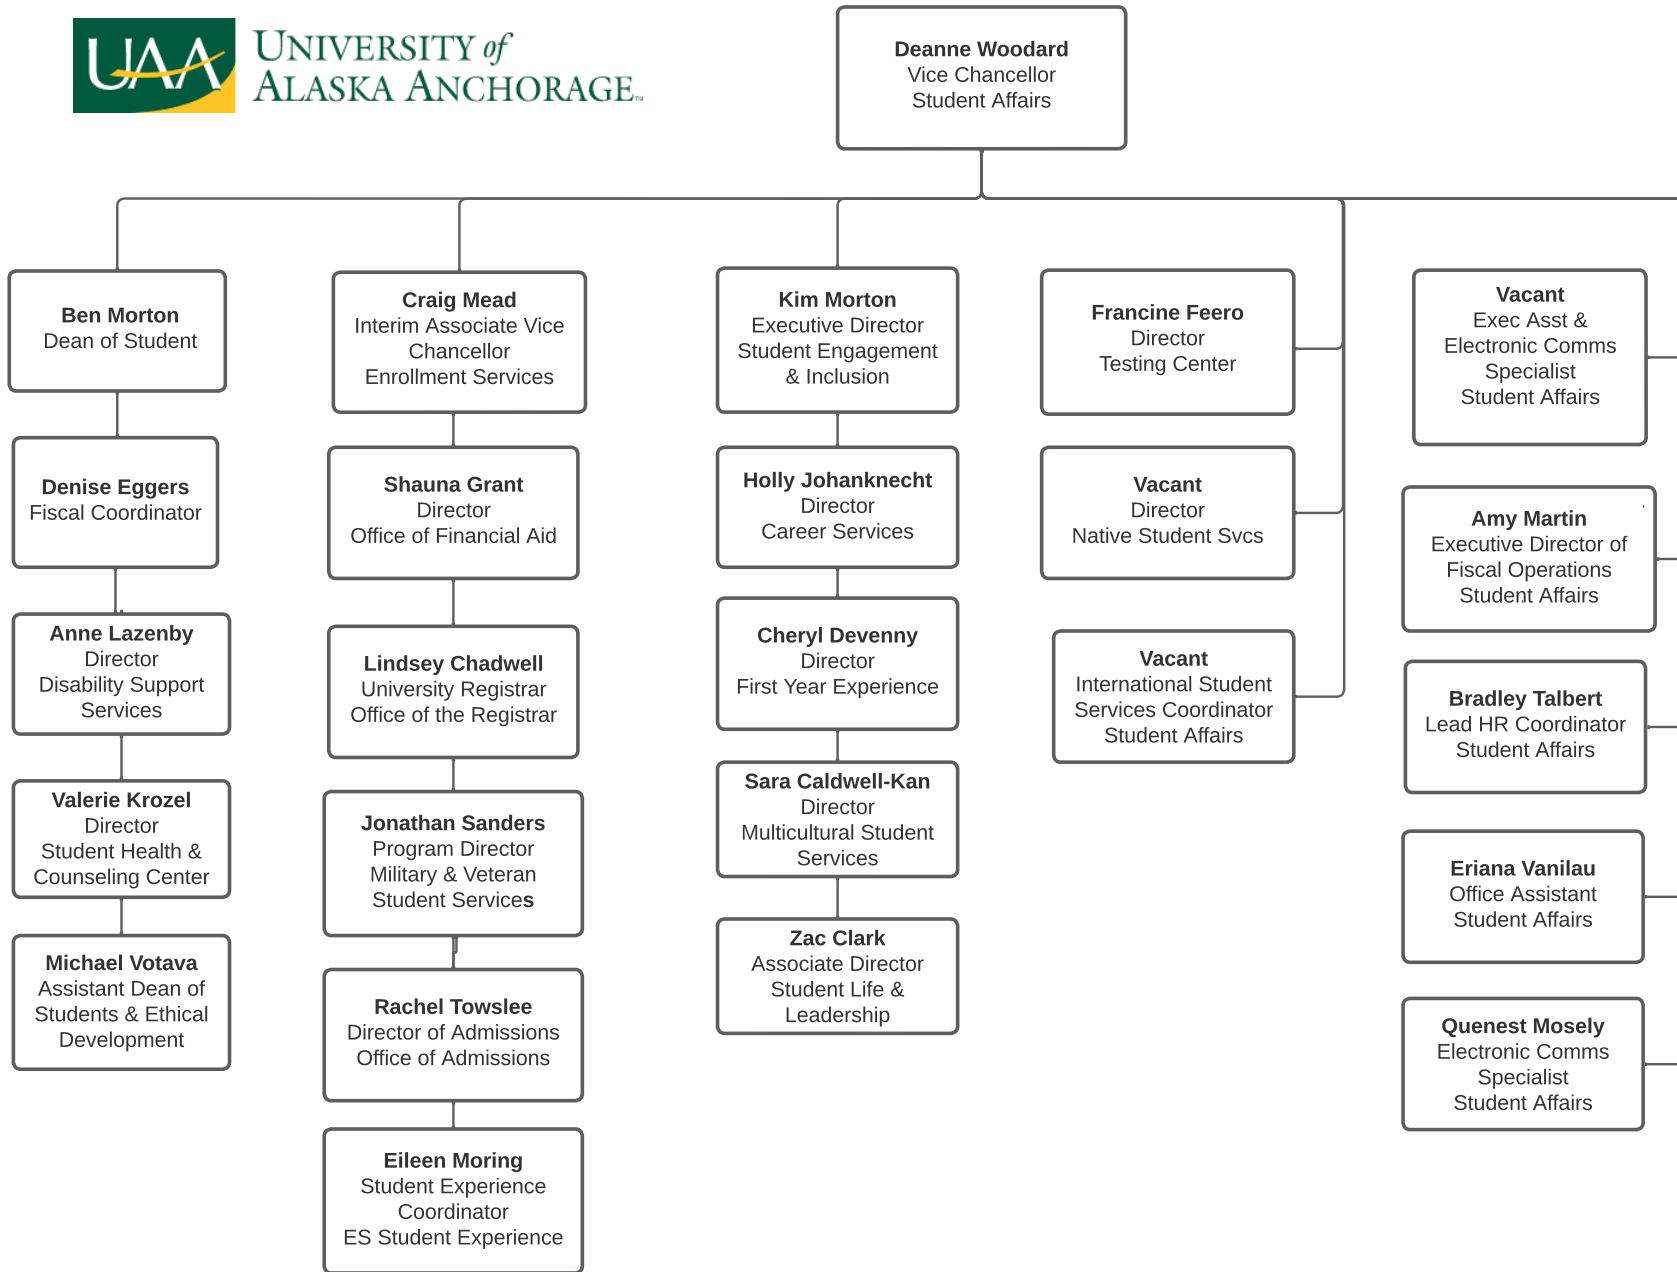 UAA
UNIVERSITY of
ALASKA ANCHORAGE™
Deanne Woodard
Vice Chancellor
Student Affairs
Ben Morton
Dean of Student
Denise Eggers
Fiscal Coordinator
Anne Lazenby
Director
Disability Support
Services
Valerie Krozel
Director
Student Health &
Counseling Center
Michael Votava
Assistant Dean of
Students & Ethical
Development
Craig Mead
Interim Associate Vice
Chancellor
Enrollment Services
Shauna Grant
Director
Office of Financial Aid
Lindsey Chadwell
University Registrar
Office of the Registrar
Jonathan Sanders
Program Director
Military & Veteran
Student Services
Rachel Towslee
Director of Admissions
Office of Admissions
Eileen Moring
Student Experience
Coordinator
ES Student Experience
Kim Morton
Executive Director
Student Engagement
& Inclusion
Holly Johanknecht
Director
Career Services
Cheryl Devenny
Director
First Year Experience
Sara Caldwell-Kan
Director
Multicultural Student
Services
Zac Clark
Associate Director
Student Life &
Leadership
Francine Feero
Director
Testing Center
Vacant
Director
Native Student Svcs
Vacant
International Student
Services Coordinator
Student Affairs
Vacant
Exec Asst &
Electronic Comms
Specialist
Student Affairs
Amy Martin
Executive Director of
Fiscal Operations
Student Affairs
Bradley Talbert
Lead HR Coordinator
Student Affairs
Eriana Vanilau
Office Assistant
Student Affairs
Quenest Mosely
Electronic Comms
Specialist
Student Affairs